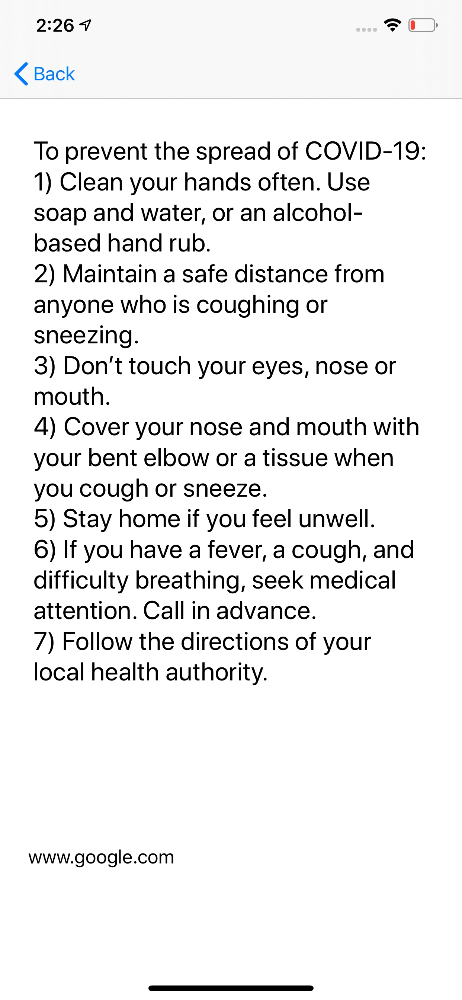 2:26
Back
To prevent the spread of COVID-19:
1) Clean your hands often. Use
soap and water, or an alcohol-
based hand rub.
2) Maintain a safe distance from
anyone who is coughing or
sneezing.
3) Don’t touch your eyes, nose or
mouth.
4) Cover your nose and mouth with
your bent elbow or a tissue when
you cough or sneeze.
5) Stay home if you feel unwell.
6) If you have a fever, a cough, and
difficulty breathing, seek medical
attention. Call in advance.
7) Follow the directions of your
local health authority.
www.google.com